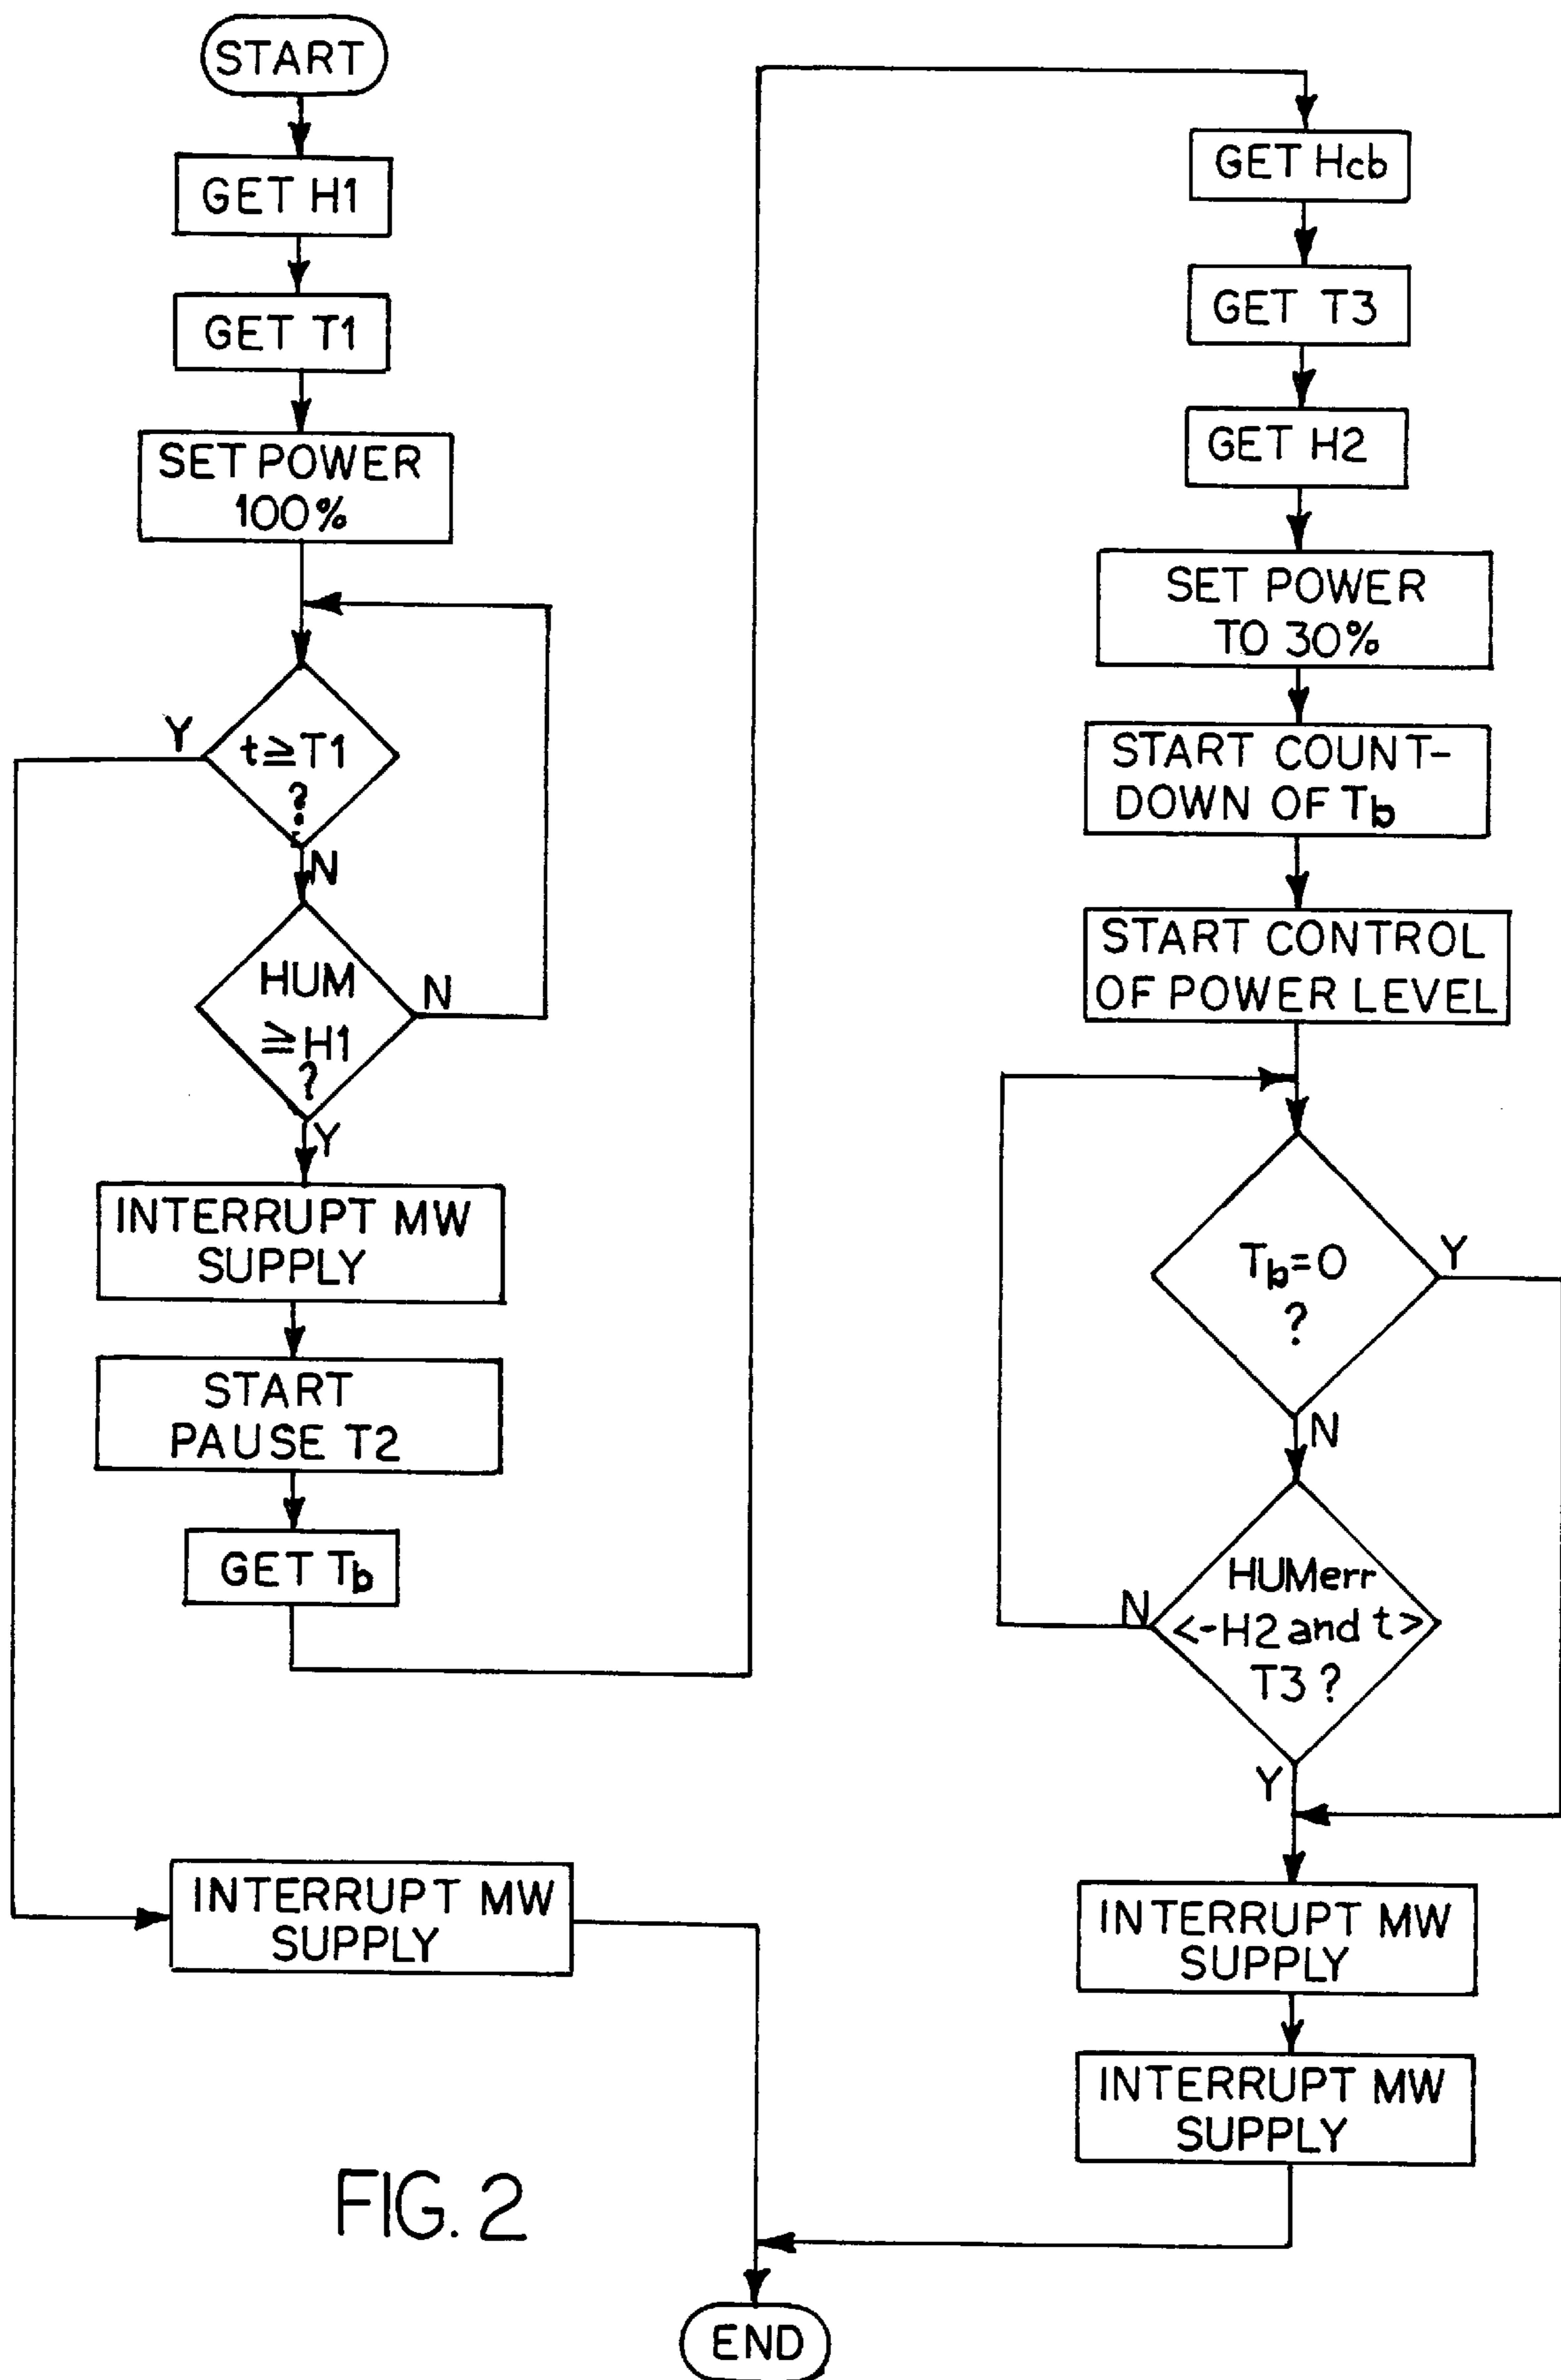 START
GET H1
GET T1
SET POWER
100%
t≧T1
?
Y
N
HUM
≧H1
?
N
Y
INTERRUPT MW
SUPPLY
START
PAUSE T2
GET Tb
INTERRUPT MW
SUPPLY
GET Hcb
GET T3
GET H2
SET POWER
TO 30%
START COUNT-
DOWN OF Tb
START CONTROL
OF POWER LEVEL
Tb=0
?
Y
N
HUMerr
<-H2 and t>
T3 ?
N
Y
INTERRUPT MW
SUPPLY
INTERRUPT MW
SUPPLY
FIG. 2
END